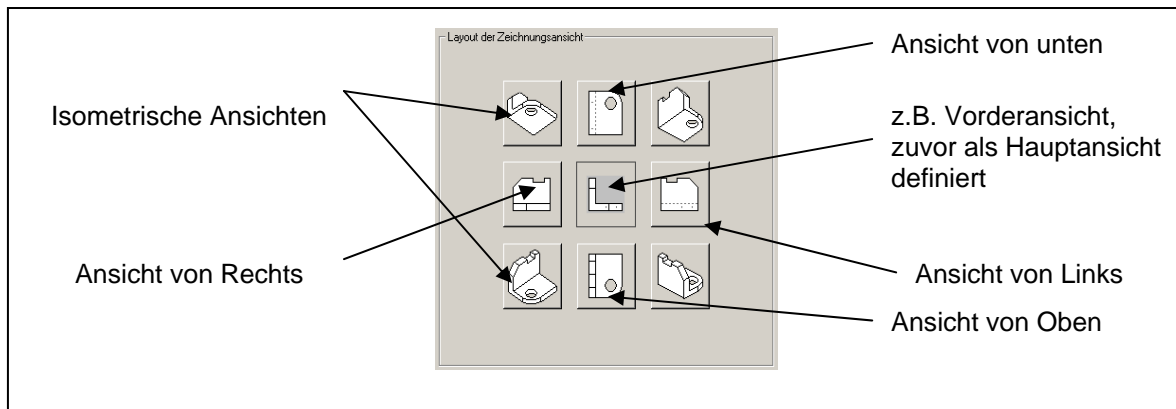 Layout der Zeichnungsansicht
Ansicht von unten
Isometrische Ansichten
z.B. Vorderansicht,
zuvor als Hauptansicht
definiert
Ansicht von Rechts
Ansicht von Links
Ansicht von Oben